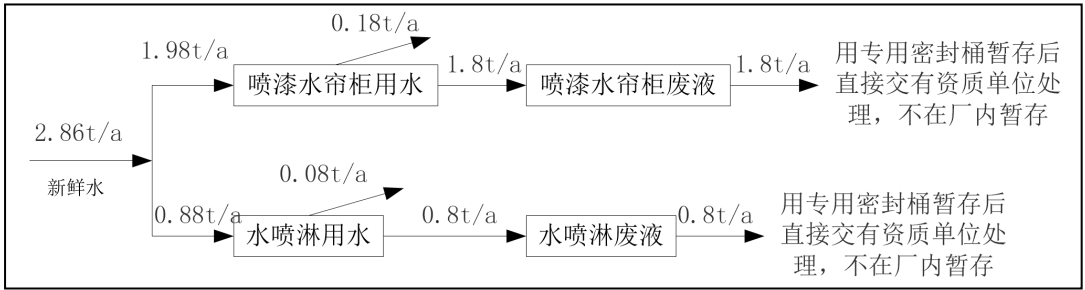 0.18t/a
1.98t/a
喷漆水帘柜用水
1.8t/a
喷漆水帘柜废液
1.8t/a
用专用密封桶暂存后
直接交有资质单位处
理，不在厂内暂存
2.86t/a
新鲜水
0.08t/a
0.88t/a
水喷淋用水
0.8t/a
水喷淋废液
0.8t/a
用专用密封桶暂存后
直接交有资质单位处
理，不在厂内暂存